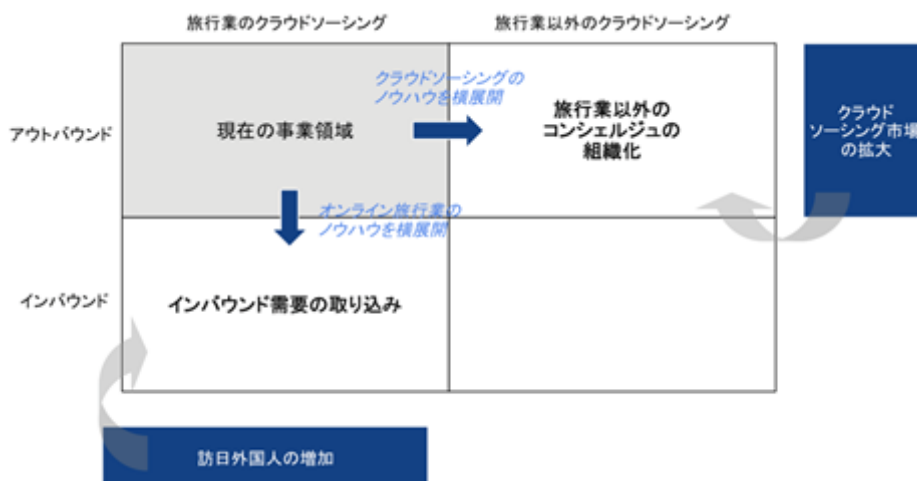 旅行業のクラウドソーシング
旅行業以外のクラウドソーシング
クラウドソーシングの
ノウハウを横展開
アウトバウンド
現在の事業領域
旅行業以外の
コンシェルジュの
組織化
クラウド
ソーシング市場
の拡大
オンライン旅行業の
ノウハウを横展開
インバウンド
インバウンド需要の取り込み
訪日外国人の増加